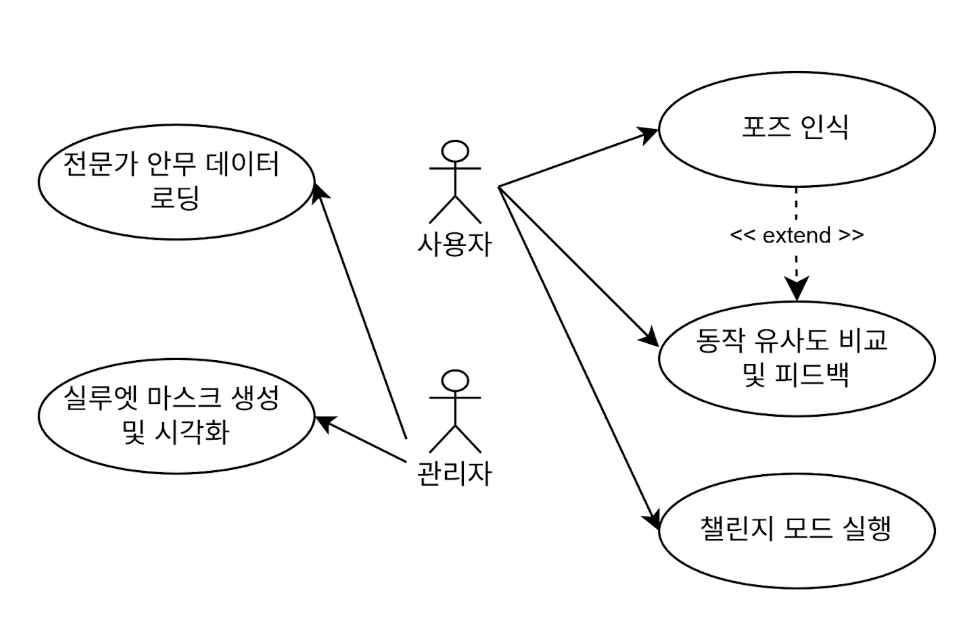 전문가 안무 데이터
로딩
실루엣 마스크 생성
및 시각화
사용자
관리자
포즈 인식
<< extend >>
동작 유사도 비교
및 피드백
챌린지 모드 실행